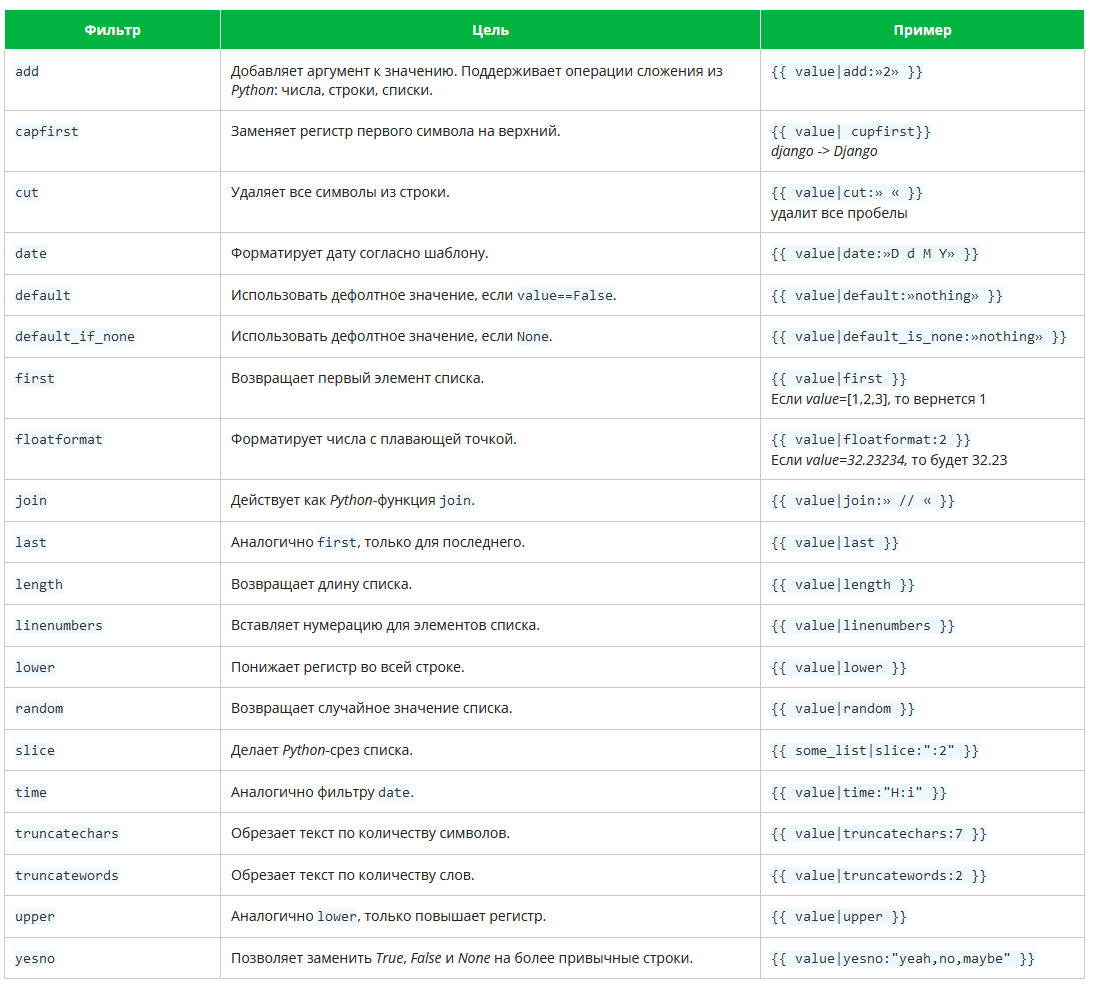 Фильтр Цель Пример
add Добавляет аргумент к значению. Поддерживает операции сложения из {{ value|add:»2» }}
Python: числа, строки, списки.
capfirst Заменяет регистр первого символа на верхний. {{ value| cupfirst}}
django -> Django
cut Удаляет все символы из строки. {{ value|cut:» « }}
удалит все пробелы
date Форматирует дату согласно шаблону. {{ value|date:»D d M Y» }}
default Использовать дефолтное значение, если value==False. {{ value|default:»nothing» }}
default_if_none Использовать дефолтное значение, если None. {{ value|default_is_none:»nothing» }}
first Возвращает первый элемент списка. {{ value|first }}
Если value=[1,2,3], то вернется 1
floatformat Форматирует числа с плавающей точкой. {{ value|floatformat:2 }}
Если value=32.23234, то будет 32.23
join Действует как Python-функция join. {{ value|join:» // « }}
last Аналогично first, только для последнего. {{ value|last }}
length Возвращает длину списка. {{ value|length }}
linenumbers Вставляет нумерацию для элементов списка. {{ value|linenumbers }}
lower Понижает регистр во всей строке. {{ value|lower }}
random Возвращает случайное значение списка. {{ value|random }}
slice Делает Python-срез списка. {{ some_list|slice:":2" }}
time Аналогично фильтру date. {{ value|time:"H:i" }}
truncatechars Обрезает текст по количеству символов. {{ value|truncatechars:7 }}
truncatewords Обрезает текст по количеству слов. {{ value|truncatewords:2 }}
upper Аналогично lower, только повышает регистр. {{ value|upper }}
yesno Позволяет заменить True, False и None на более привычные строки. {{ value|yesno:"yeah,no,maybe" }}